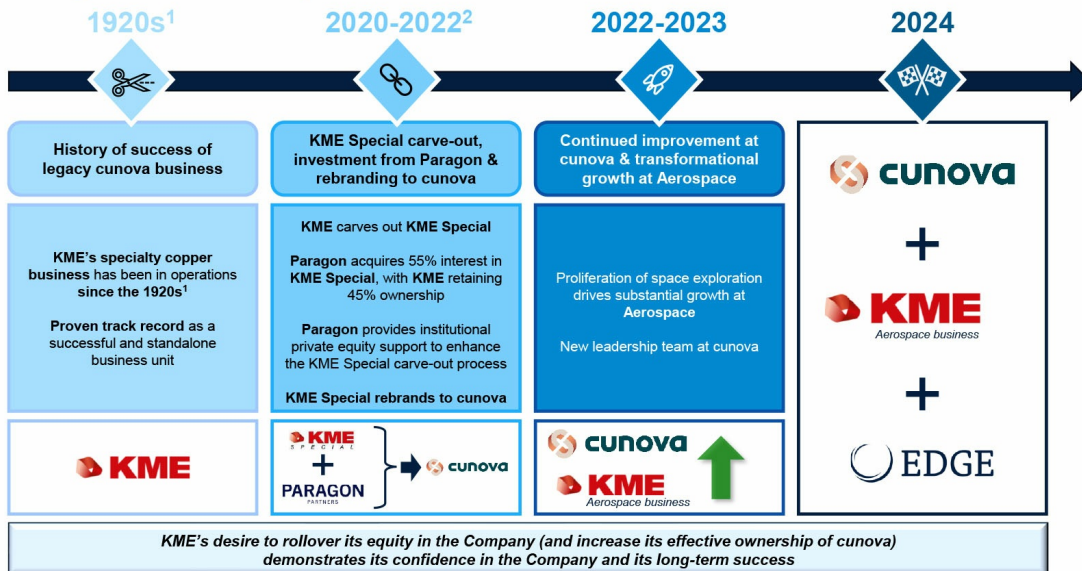 1920s1
2020-20222
2022-2023
2024
History of success of
legacy cunova business
KME Special carve-out,
investment from Paragon &
rebranding to cunova
Continued improvement at
cunova & transformational
growth at Aerospace
KME's specialty copper
business has been in operations
since the 1920s1
Proven track record as a
successful and standalone
business unit
KME carves out KME Special
Paragon acquires 55% interest in
KME Special, with KME retaining
45% ownership
Paragon provides institutional
private equity support to enhance
the KME Special carve-out process
KME Special rebrands to cunova
Proliferation of space exploration
drives substantial growth at
Aerospace
New leadership team at cunova
cunova
+
KME
Aerospace business
+
EDGE
KME
KME
SPECIAL
+
PARAGON
PARTNERS
cunova
cunova
KME
Aerospace business
KME's desire to rollover its equity in the Company (and increase its effective ownership of cunova)
demonstrates its confidence in the Company and its long-term success